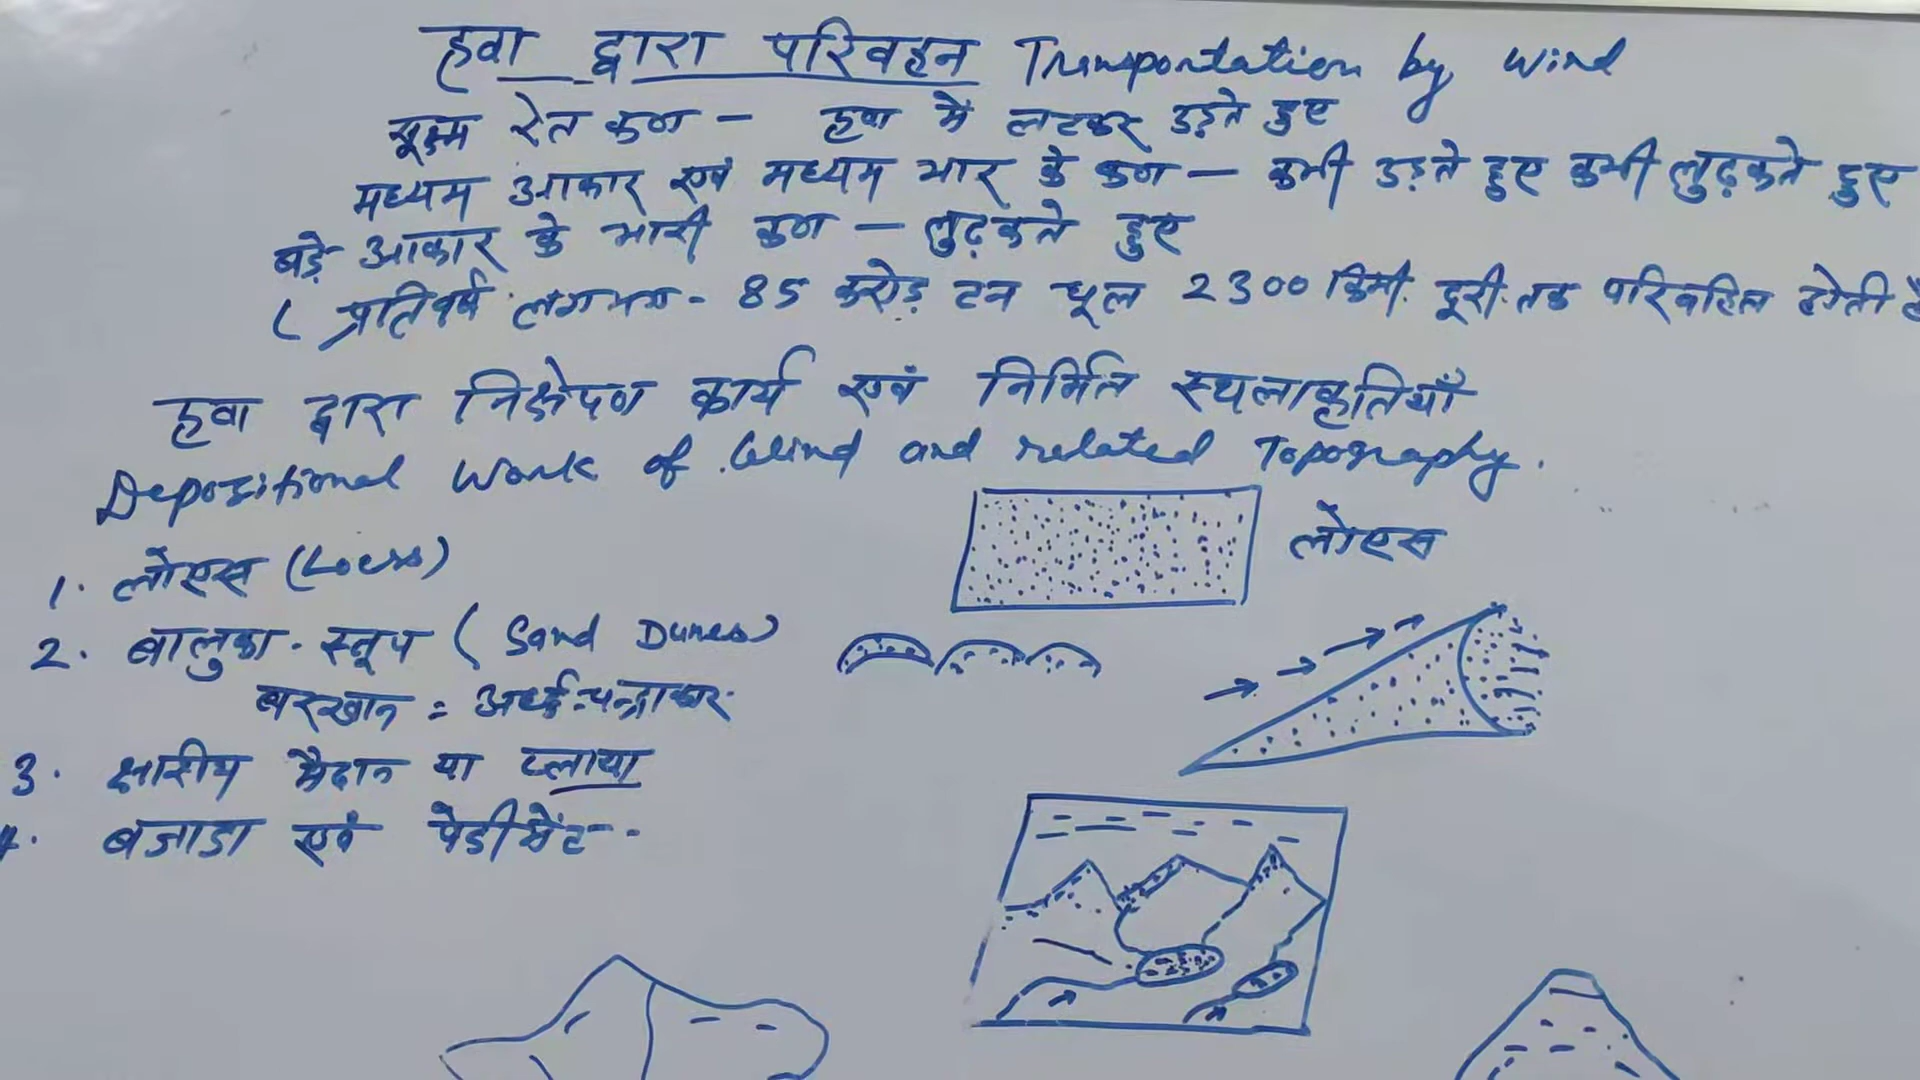 हवा द्वारा परिवहन Transportation by Wind
सूक्ष्म रेत कण - हवा में लटककर उड़ते हुए
मध्यम आकार एवं मध्यम भार के कण - कभी उड़ते हुए कभी लुढ़कते हुए
बड़े आकार के भारी कण - लुढ़कते हुए
( प्रतिवर्ष लगभग - 85 करोड़ टन धूल 2300 किमी. दूरी तक परिवहित होती है
हवा द्वारा निक्षेपण कार्य एवं निर्मित स्थलाकृतियाँ
Depositional Work of Wind and related Topography.
1. लोएस (Loess)
लोएस
2. बालुका - स्तूप ( Sand Dunes)
बरखान = अर्ध्द-चन्द्राकार
3. क्षारीय मैदान या प्लाया
4. बजाडा एवं पेडीमेंट -